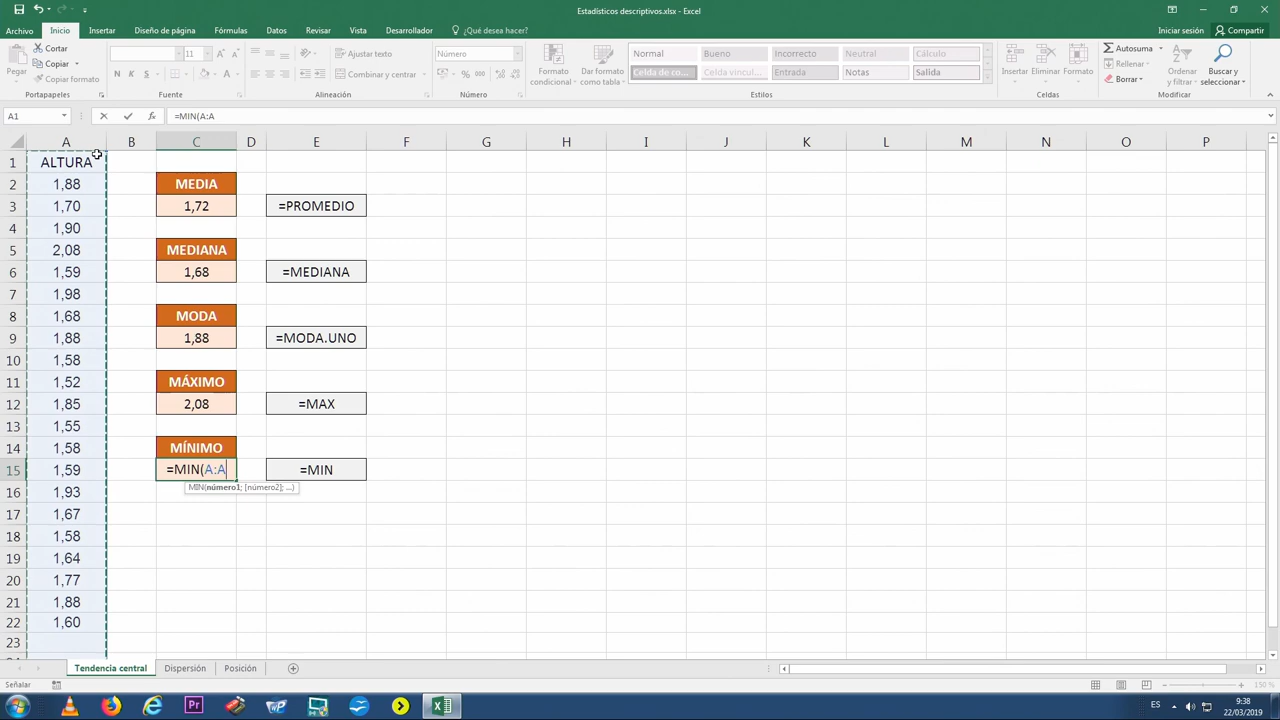 Estadísticos descriptivos.xlsx - Excel
Archivo Inicio Insertar Diseño de página Fórmulas Datos Revisar Vista Desarrollador ¿Qué desea hacer? Iniciar sesión Compartir
Pegar
Cortar
Copiar
Copiar formato
11
N K S
Ajustar texto
Combinar y centrar
Número
Formato condicional
Dar formato como tabla
Normal Bueno Incorrecto Neutral Cálculo
Celda de co... Celda vincul... Entrada Notas Salida
Insertar Eliminar Formato
Autosuma
Rellenar
Borrar
Ordenar y filtrar
Buscar y seleccionar
Portapapeles Fuente Alineación Número Estilos Celdas Modificar
A1 =MIN(A:A
A B C D E F G H I J K L M N O P
1 ALTURA
2 1,88 MEDIA
3 1,70 1,72 =PROMEDIO
4 1,90
5 2,08 MEDIANA
6 1,59 1,68 =MEDIANA
7 1,98
8 1,68 MODA
9 1,88 1,88 =MODA.UNO
10 1,58
11 1,52 MÁXIMO
12 1,85 2,08 =MAX
13 1,55
14 1,58 MÍNIMO
15 1,59 =MIN(A:A =MIN
MIN(número1; [número2]; ...)
16 1,93
17 1,67
18 1,58
19 1,64
20 1,77
21 1,88
22 1,60
23
Tendencia central Dispersión Posición
Señalar 150 %
ES 9:38
22/03/2019